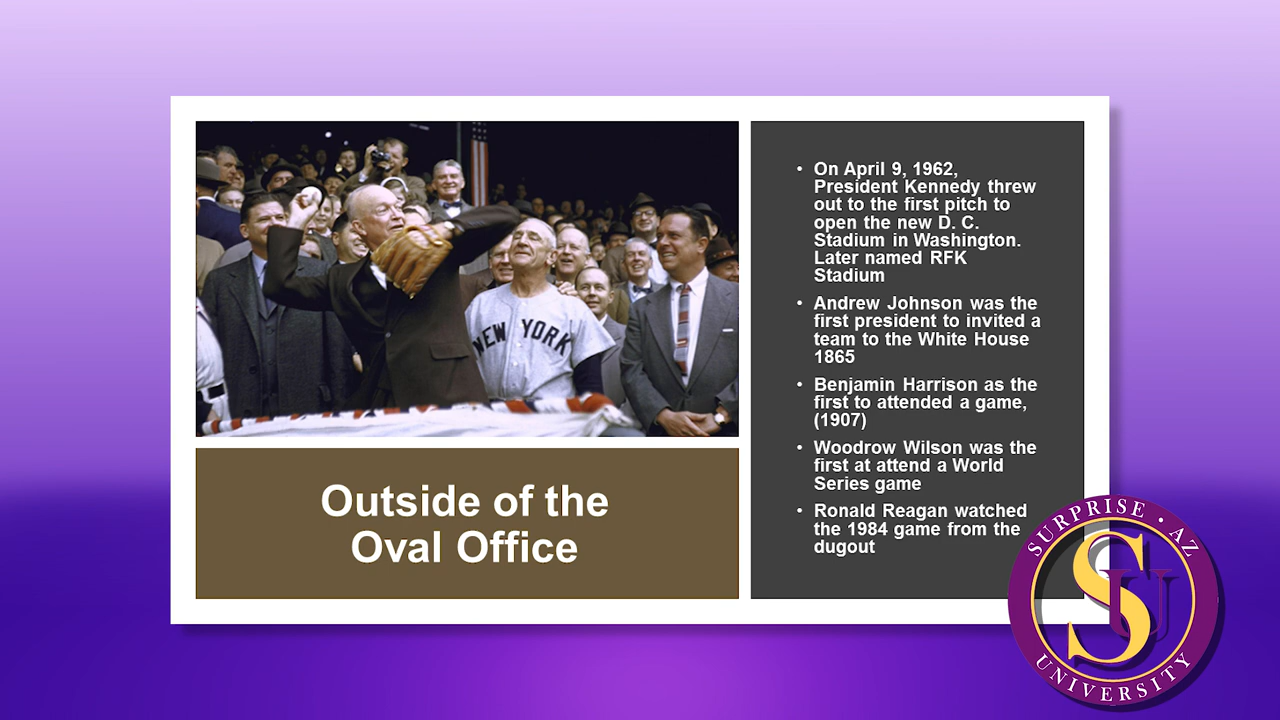 NEW YORK
Outside of the
Oval Office
• On April 9, 1962,
President Kennedy threw
out to the first pitch to
open the new D. C.
Stadium in Washington.
Later named RFK
Stadium
• Andrew Johnson was the
first president to invited a
team to the White House
1865
• Benjamin Harrison as the
first to attended a game,
(1907)
• Woodrow Wilson was the
first at attend a World
Series game
• Ronald Reagan watched
the 1984 game from the
dugout
SURPRISE • AZ
SU
UNIVERSITY